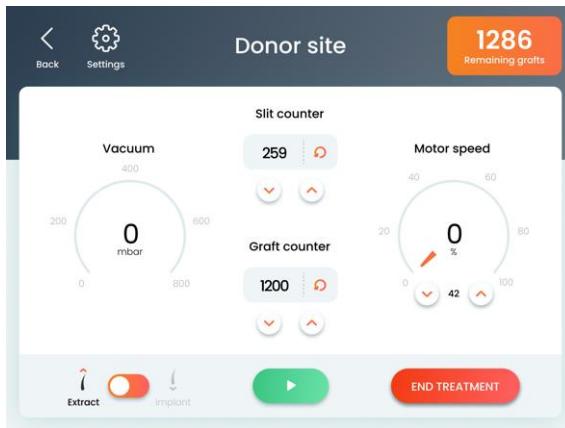 Back
Settings
Donor site
1286
Remaining grafts
Vacuum
0
200
400
600
800
0
mbar
Slit counter
259
Graft counter
1200
Motor speed
0
20
40
60
80
100
0
%
42
Extract
Implant
END TREATMENT